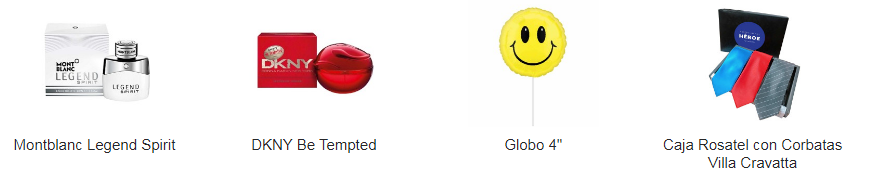 MONT
BLANC
LEGEND
SPIRIT
LEGEND
SPIRIT
DKNY
HÉROE
Montblanc Legend Spirit
DKNY Be Tempted
Globo 4"
Caja Rosatel con Corbatas
Villa Cravatta